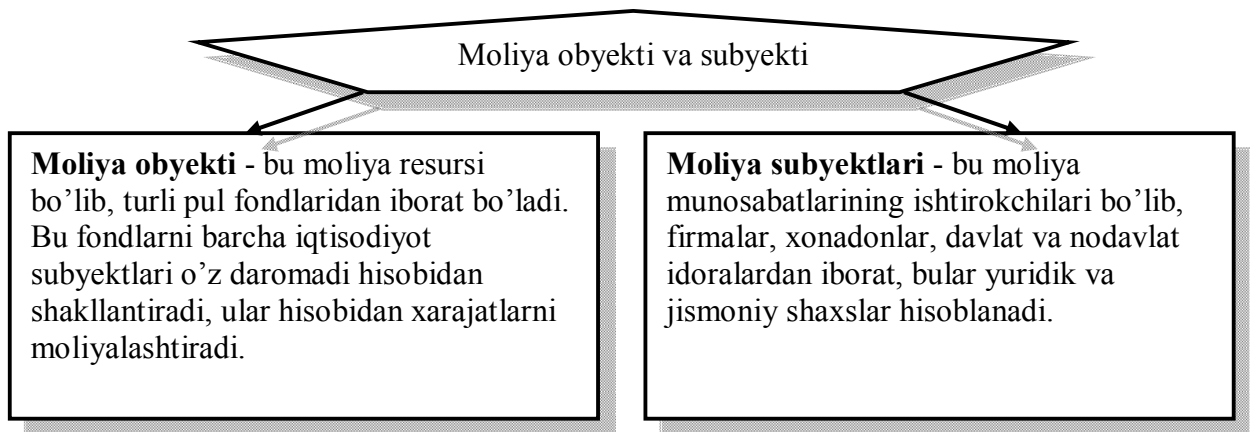 Moliya obyekti va subyekti
Moliya obyekti - bu moliya resursi
bo’lib, turli pul fondlaridan iborat bo’ladi.
Bu fondlarni barcha iqtisodiyot
subyektlari o’z daromadi hisobidan
shakllantiradi, ular hisobidan xarajatlarni
moliyalashtiradi.
Moliya subyektlari - bu moliya
munosabatlarining ishtirokchilari bo’lib,
firmalar, xonadonlar, davlat va nodavlat
idoralardan iborat, bular yuridik va
jismoniy shaxslar hisoblanadi.